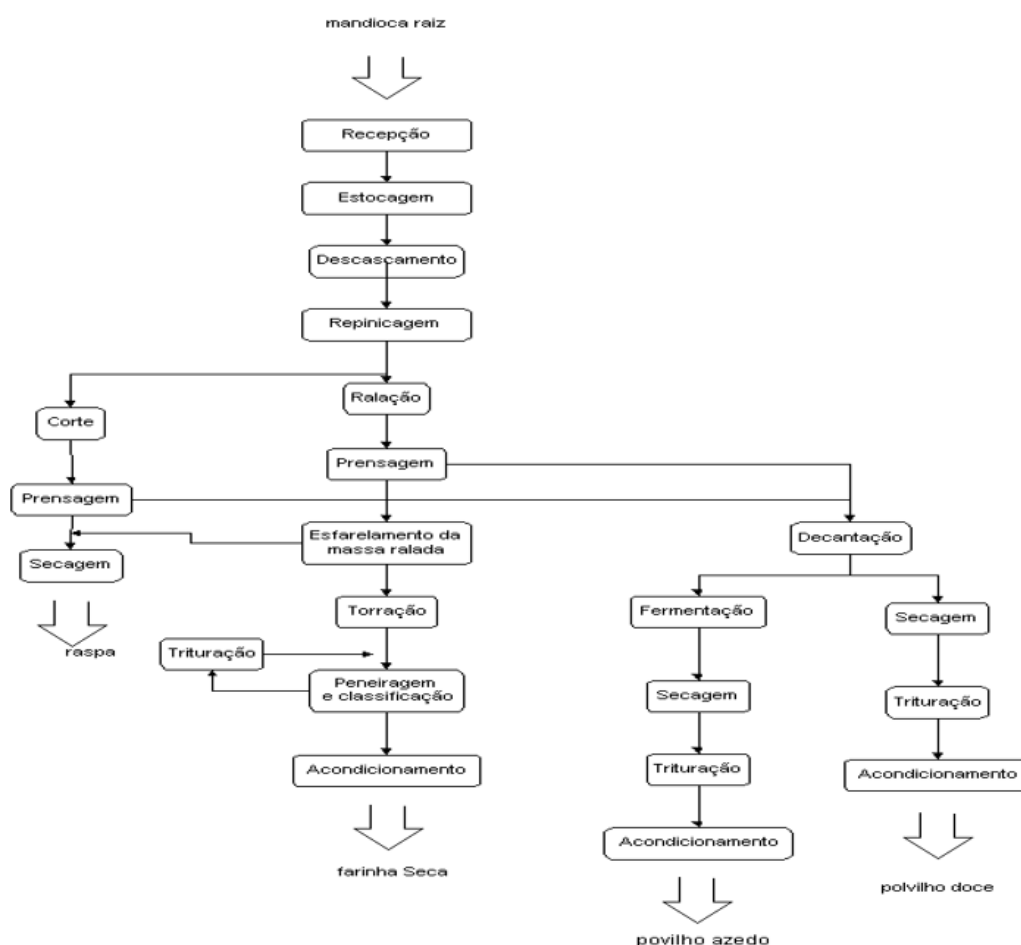 mandioca raiz
Recepção
Estocagem
Descascamento
Repinicagem
Ralação
Corte
Prensagem
Prensagem
Esfarelamento da
massa ralada
Decantação
Secagem
Torração
Fermentação
Secagem
raspa
Trituração
Peneiragem
e classificação
Secagem
Trituração
Acondicionamento
Trituração
Acondicionamento
Acondicionamento
farinha Seca
polvilho doce
povilho azedo